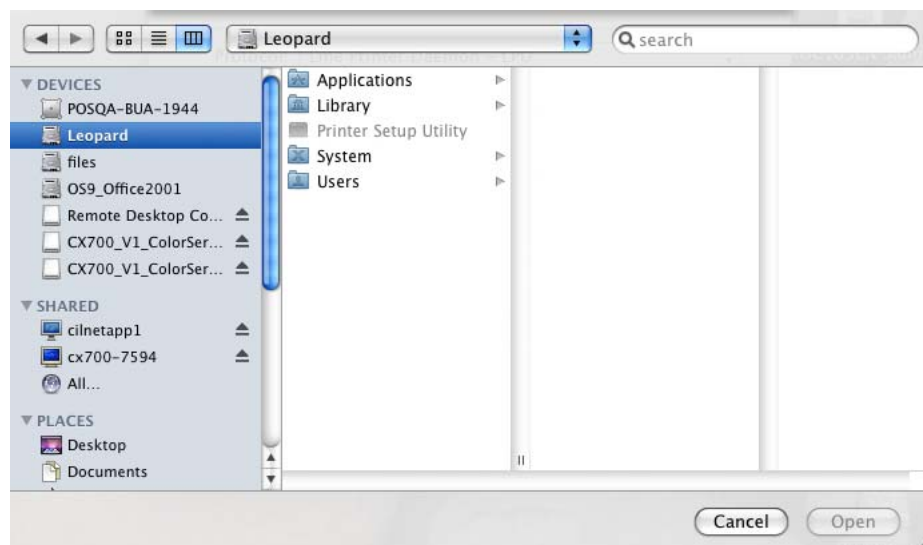 Leopard
search
DEVICES
POSQA-BUA-1944
Leopard
files
OS9_Office2001
Remote Desktop Co...
CX700_V1_ColorSer...
CX700_V1_ColorSer...
SHARED
cilnetapp1
cx700-7594
All...
PLACES
Desktop
Documents
Applications
Library
Printer Setup Utility
System
Users
Cancel
Open